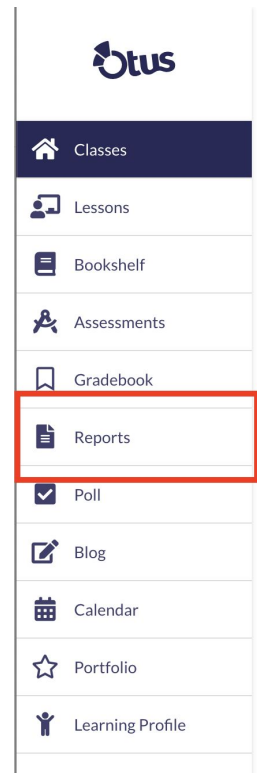 Otus
Classes
Lessons
Bookshelf
Assessments
Gradebook
Reports
Poll
Blog
Calendar
Portfolio
Learning Profile